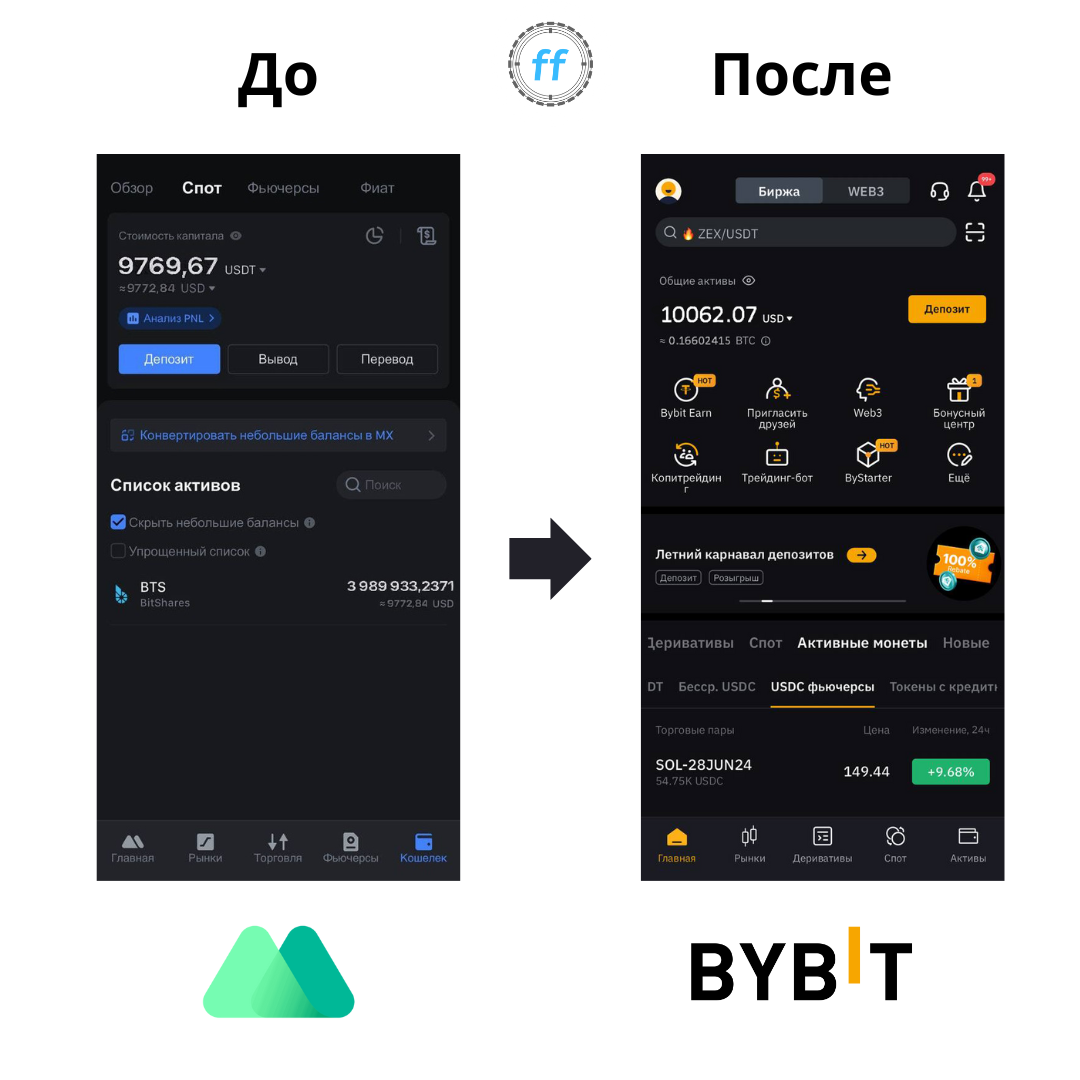 До
ff
После
Обзор Спот Фьючерсы Фиат
Стоимость капитала
9769,67 USDT
≈9772,84 USD
Анализ PNL
Депозит Вывод Перевод
Конвертировать небольшие балансы в MX
Список активов
Поиск
Скрыть небольшие балансы
Упрощенный список
BTS 3 989 933,2371
BitShares ≈9772,84 USD
Главная Рынки Торговля Фьючерсы Кошелек
Биржа WEB3
99+
ZEX/USDT
Общие активы
10062.07 USD
Депозит
≈ 0.16602415 BTC
HOT
1
Bybit Earn
Пригласить
друзей
Web3
Бонусный
центр
HOT
Копитрейдин
г
Трейдинг-бот
ByStarter
Ещё
Летний карнавал депозитов
Депозит Розыгрыш
100%
Rebate
Деривативы Спот Активные монеты Новые
DT Бесср. USDC USDC фьючерсы Токены с кредитн
Торговые пары Цена Изменение, 24ч
SOL-28JUN24 149.44 +9.68%
54.75K USDC
Главная Рынки Деривативы Спот Активы
BYBIT